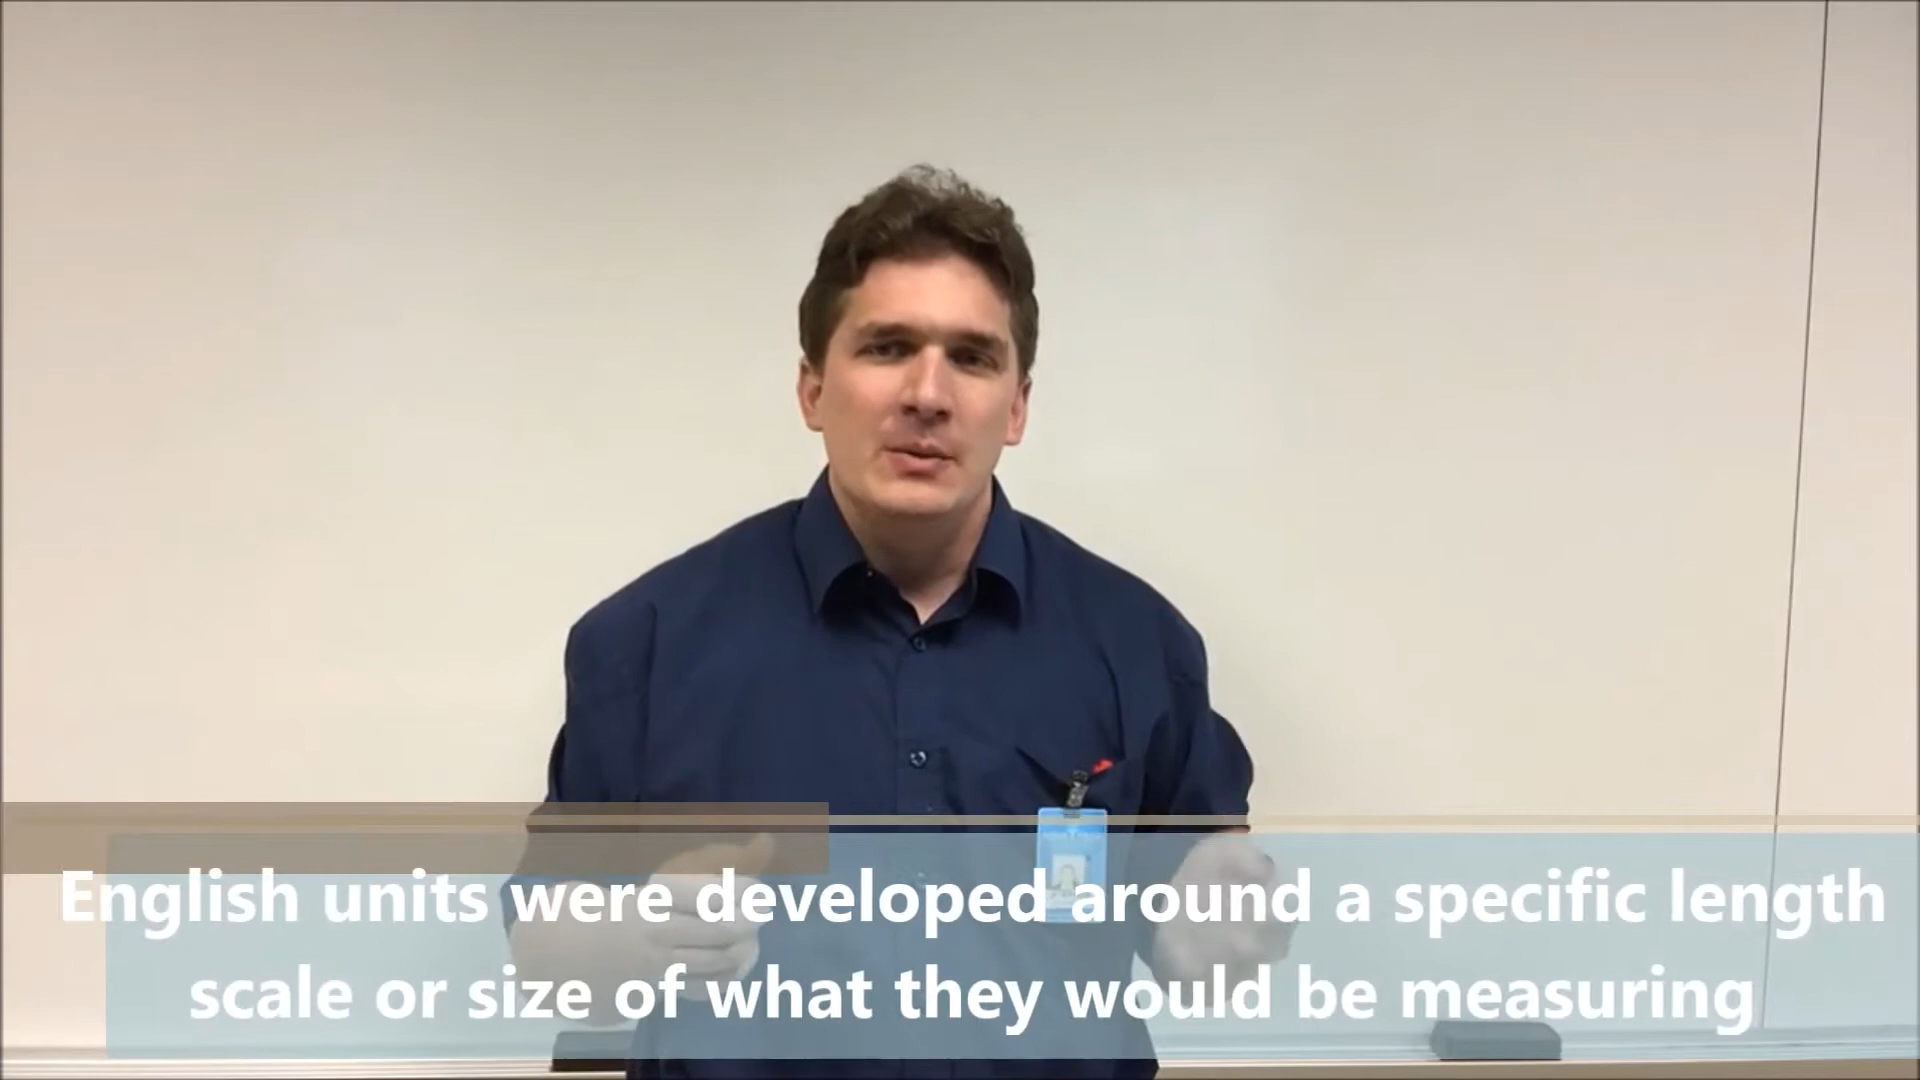 English units were developed around a specific length
scale or size of what they would be measuring